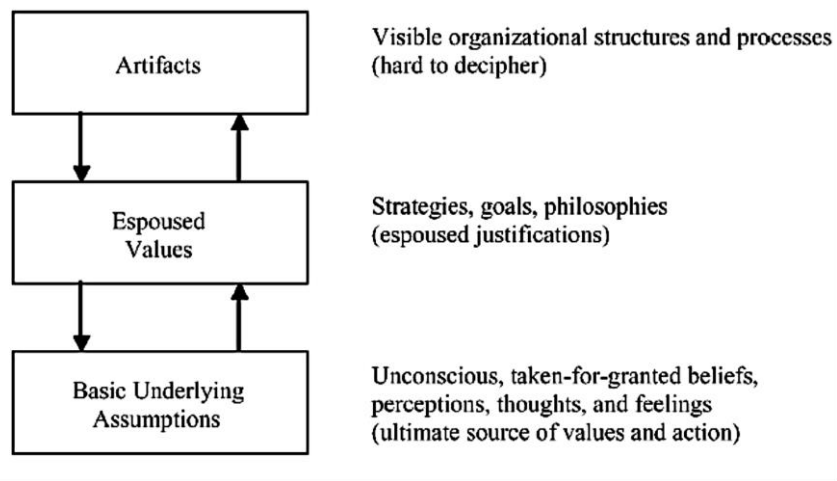 Artifacts
Visible organizational structures and processes
(hard to decipher)
Espoused
Values
Strategies, goals, philosophies
(espoused justifications)
Basic Underlying
Assumptions
Unconscious, taken-for-granted beliefs,
perceptions, thoughts, and feelings
(ultimate source of values and action)